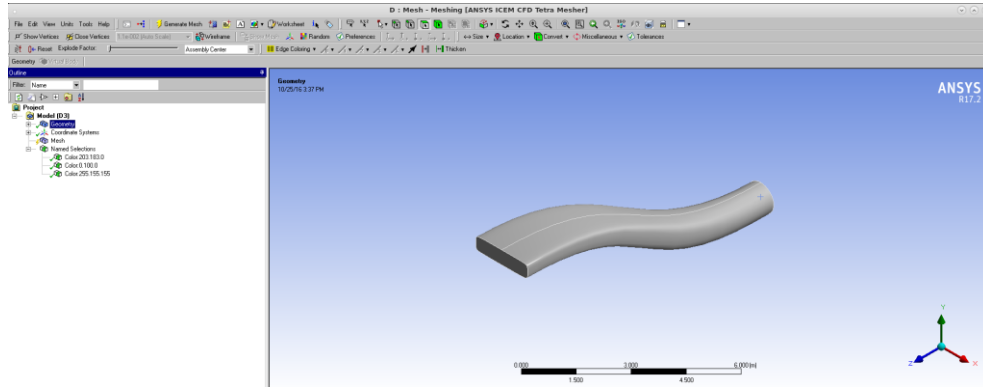 D : Mesh - Meshing [ANSYS ICEM CFD Tetra Mesher]
File Edit View Units Tools Help Generate Mesh Worksheet
Show Vertices Close Vertices Wireframe Random Preferences Size Location Convert Miscellaneous Tolerances
Reset Explode Factor: Assembly Center Edge Coloring Thicken
Geometry
Outline
Filter: Name
Project
Model (D3)
Geometry
Coordinate Systems
Mesh
Named Selections
Color:203.183.0
Color:0.100.0
Color:255.155.155
Geometry
10/25/16 3:37 PM
ANSYS
R17.2
Y
Z
X
0.000 3.000 6.000 (m)
1.500 4.500